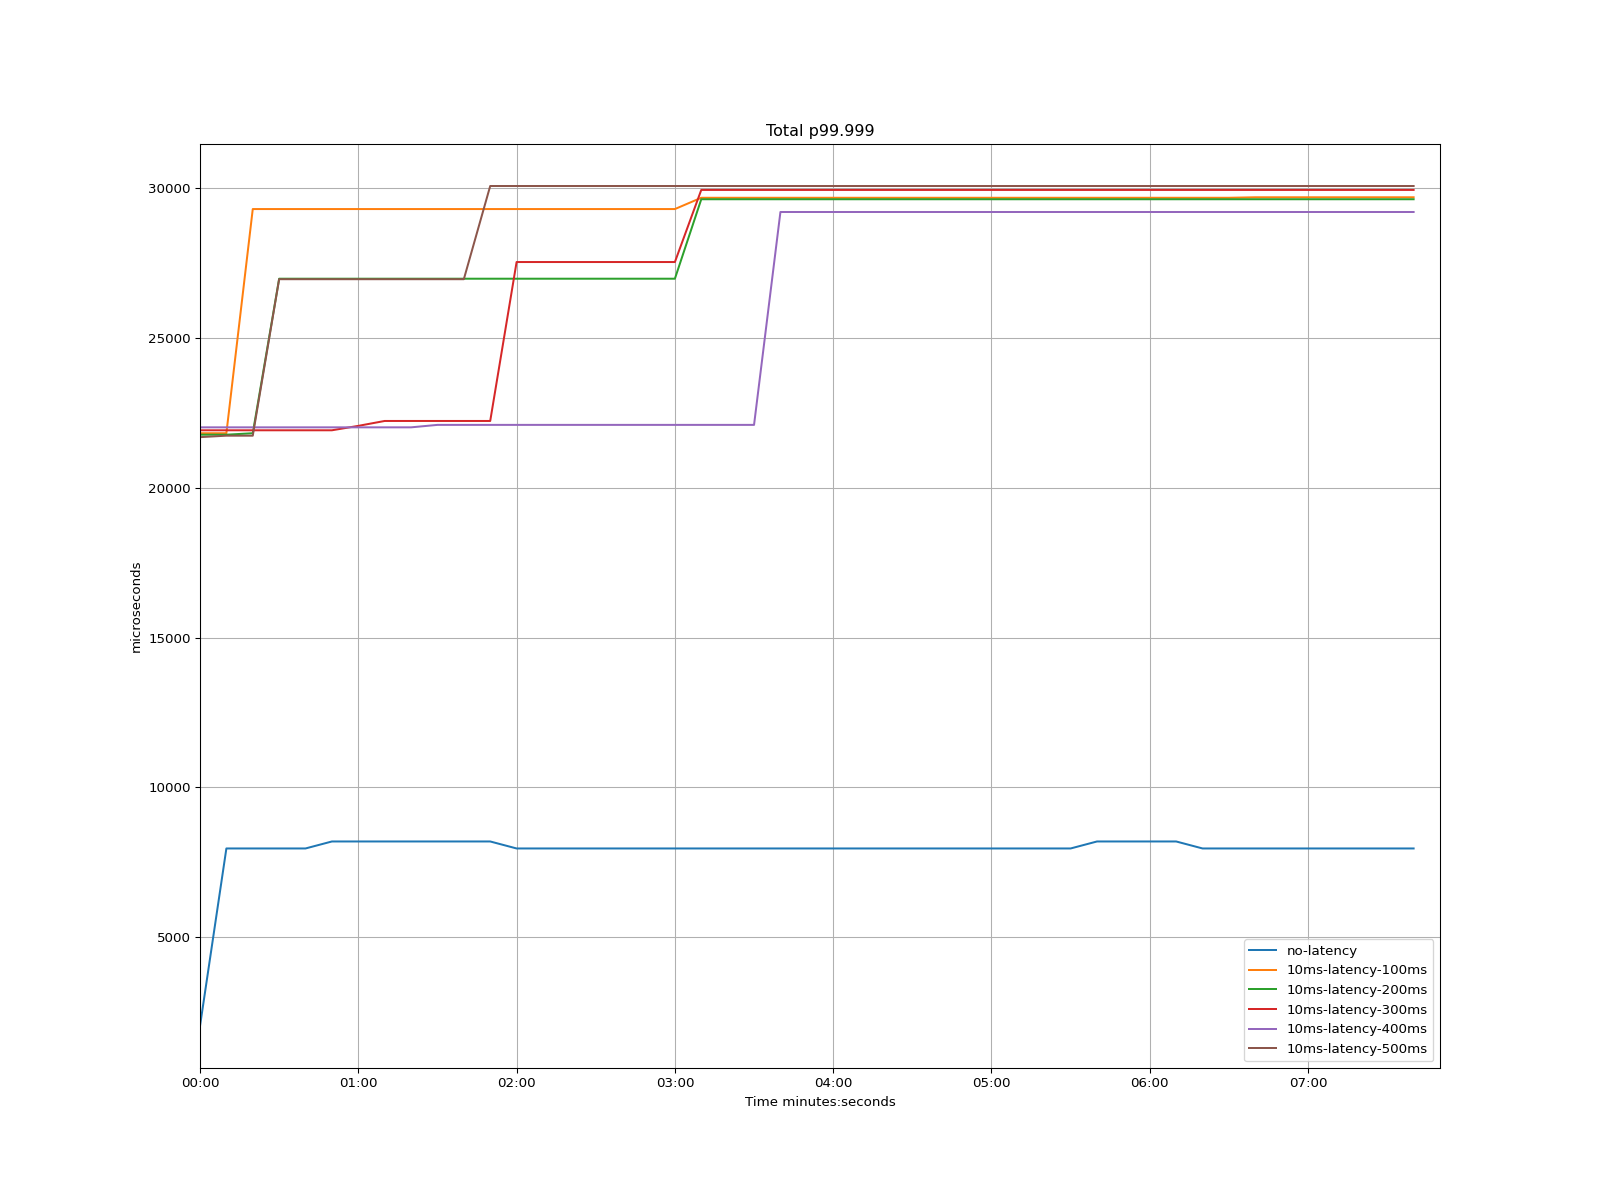 Total p99.999
microseconds
30000
25000
20000
15000
10000
5000
00:00 01:00 02:00 03:00 04:00 05:00 06:00 07:00
Time minutes:seconds
no-latency
10ms-latency-100ms
10ms-latency-200ms
10ms-latency-300ms
10ms-latency-400ms
10ms-latency-500ms